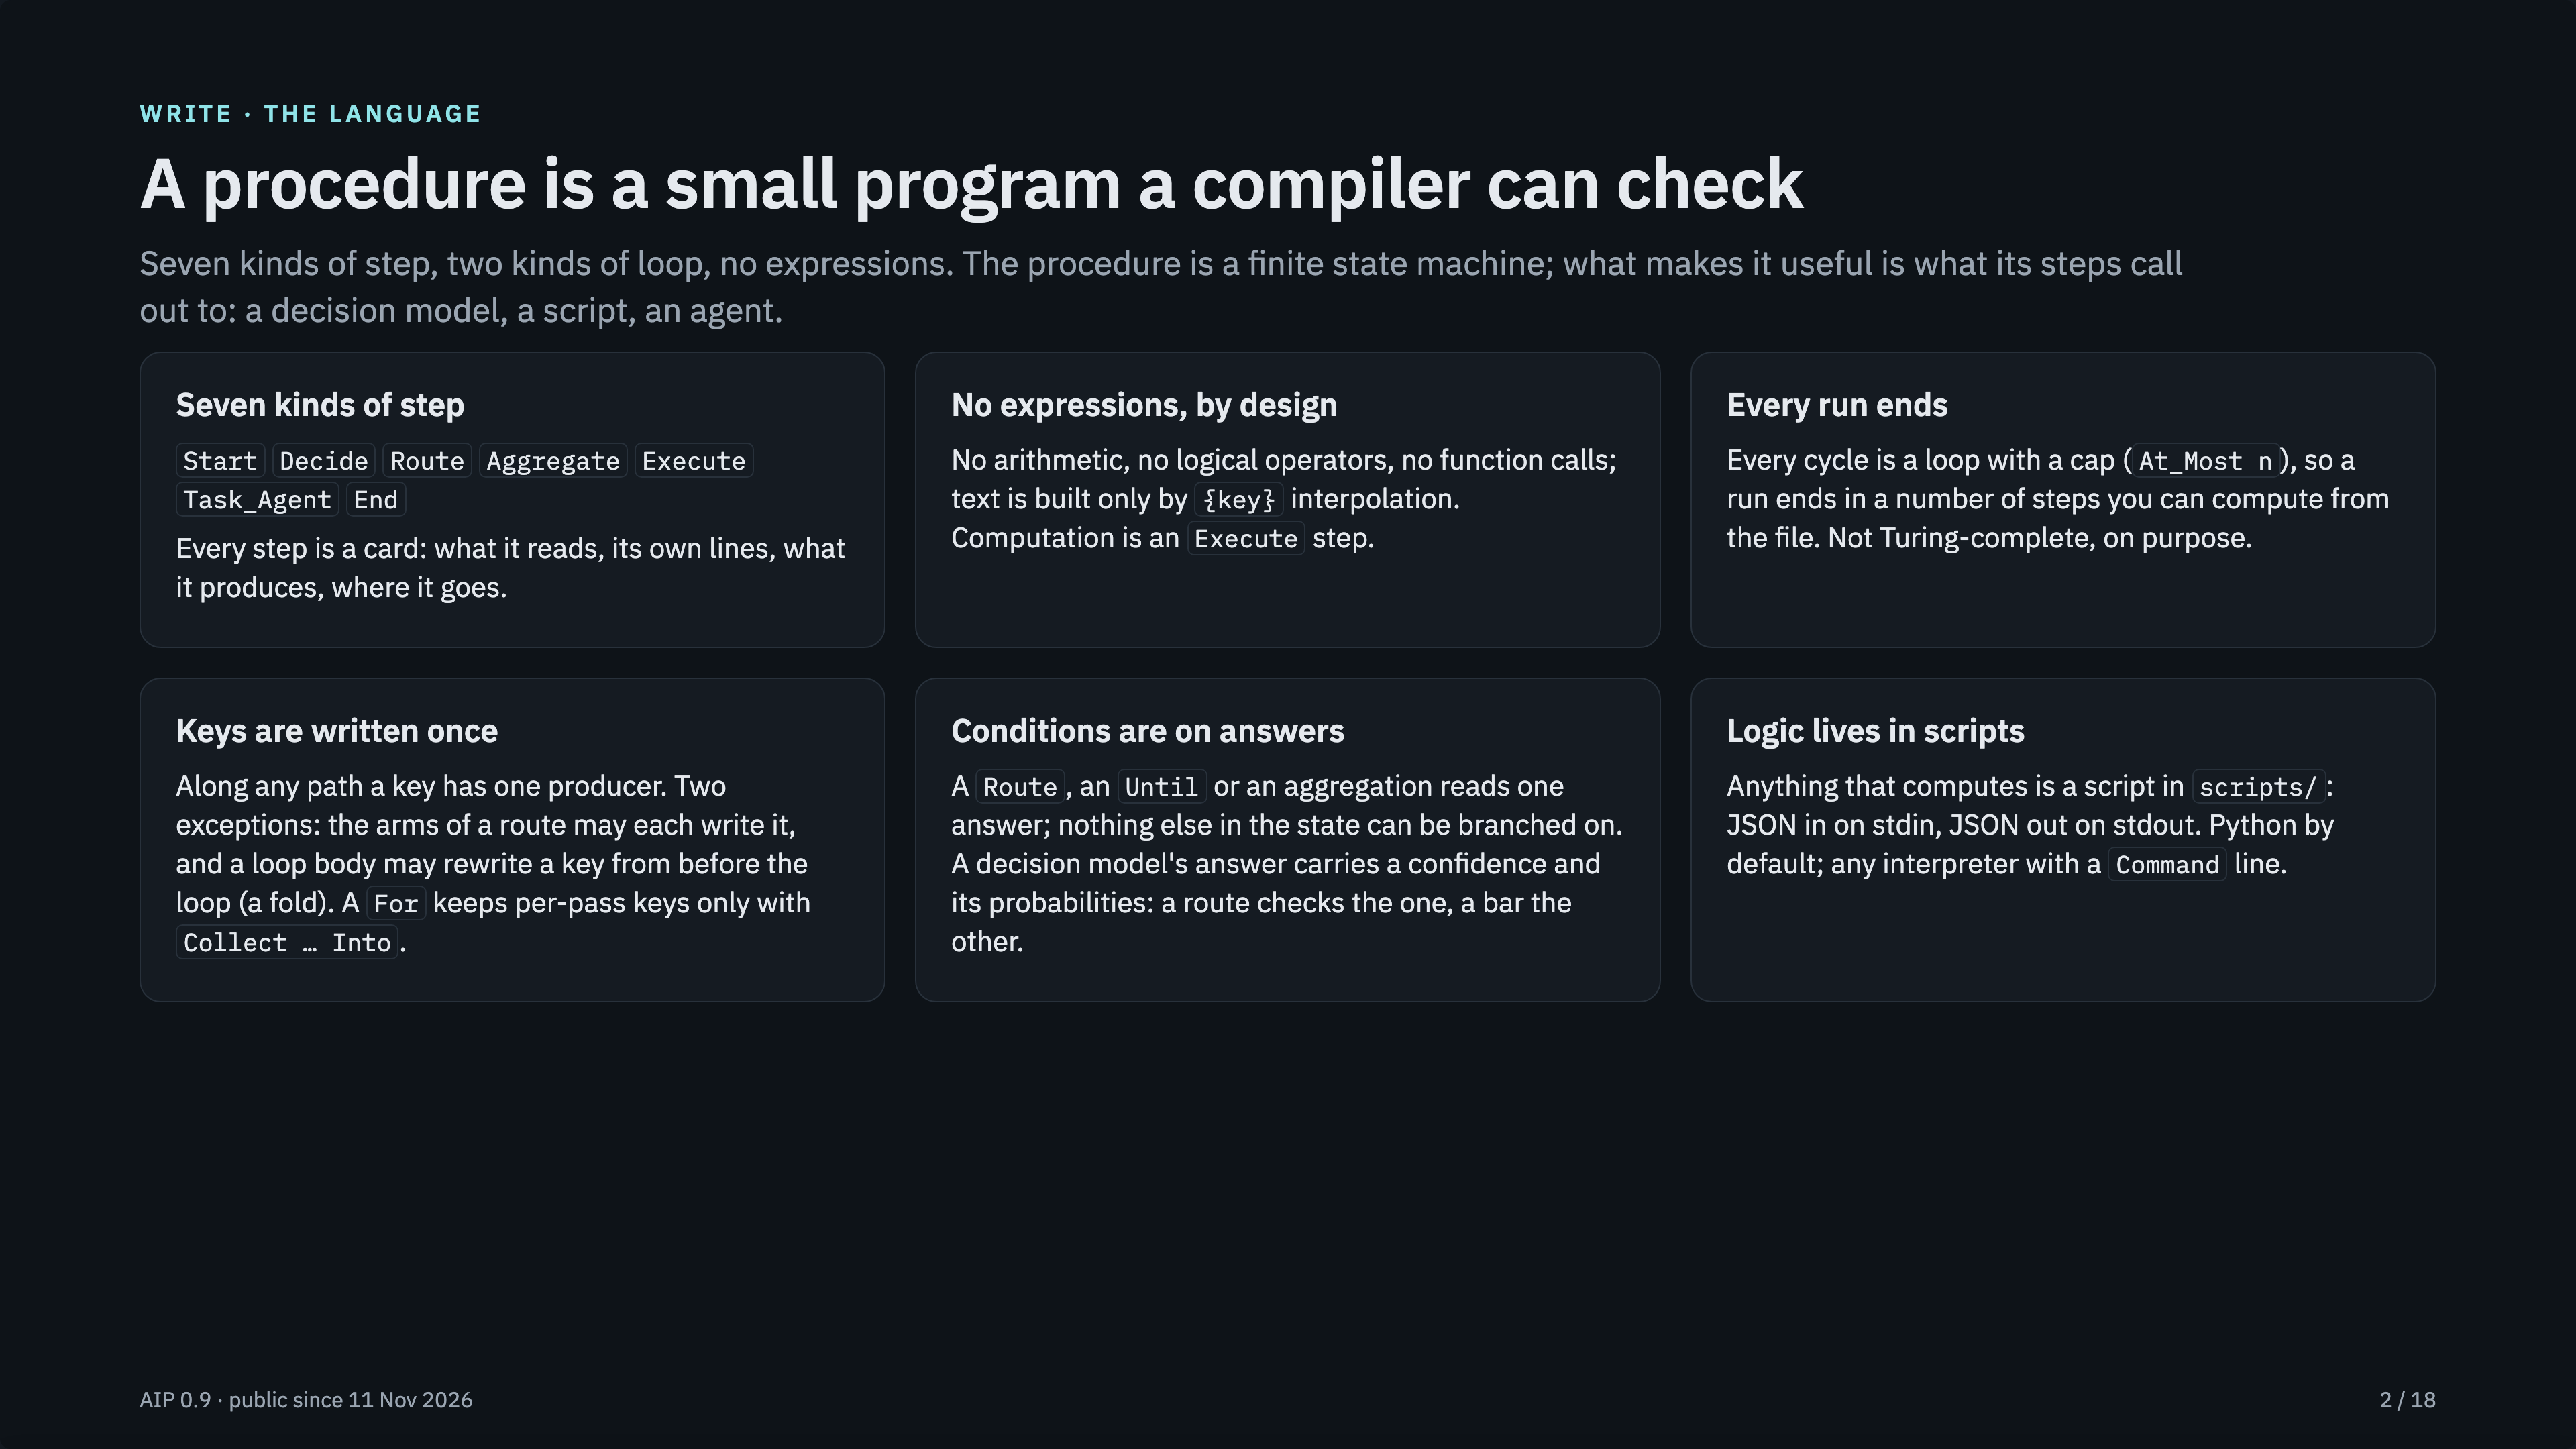 WRITE · THE LANGUAGE
A procedure is a small program a compiler can check
Seven kinds of step, two kinds of loop, no expressions. The procedure is a finite state machine; what makes it useful is what its steps call
out to: a decision model, a script, an agent.
Seven kinds of step
Start Decide Route Aggregate Execute
Task_Agent End
Every step is a card: what it reads, its own lines, what
it produces, where it goes.
No expressions, by design
No arithmetic, no logical operators, no function calls;
text is built only by {key} interpolation.
Computation is an Execute step.
Every run ends
Every cycle is a loop with a cap (At_Most n), so a
run ends in a number of steps you can compute from
the file. Not Turing-complete, on purpose.
Keys are written once
Along any path a key has one producer. Two
exceptions: the arms of a route may each write it,
and a loop body may rewrite a key from before the
loop (a fold). A For keeps per-pass keys only with
Collect … Into.
Conditions are on answers
A Route, an Until or an aggregation reads one
answer; nothing else in the state can be branched on.
A decision model's answer carries a confidence and
its probabilities: a route checks the one, a bar the
other.
Logic lives in scripts
Anything that computes is a script in scripts/:
JSON in on stdin, JSON out on stdout. Python by
default; any interpreter with a Command line.
AIP 0.9 · public since 11 Nov 2026
2 / 18